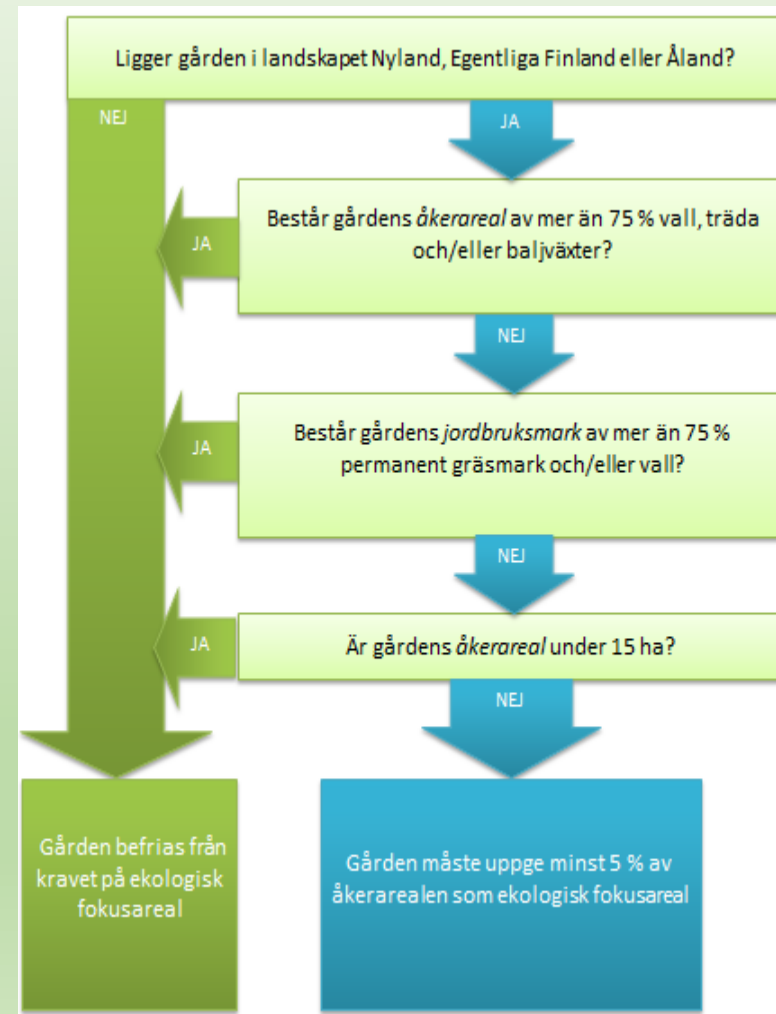 Ligger gården i landskapet Nyland, Egentliga Finland eller Åland?
NEJ
JA
Består gårdens åkerareal av mer än 75 % vall, träda
och/eller baljväxter?
JA
NEJ
Består gårdens jordbruksmark av mer än 75 %
permanent gräsmark och/eller vall?
JA
NEJ
Är gårdens åkerareal under 15 ha?
JA
NEJ
Gården befrias från
kravet på ekologisk
fokusareal
Gården måste uppge minst 5 % av
åkerarealen som ekologisk fokusareal